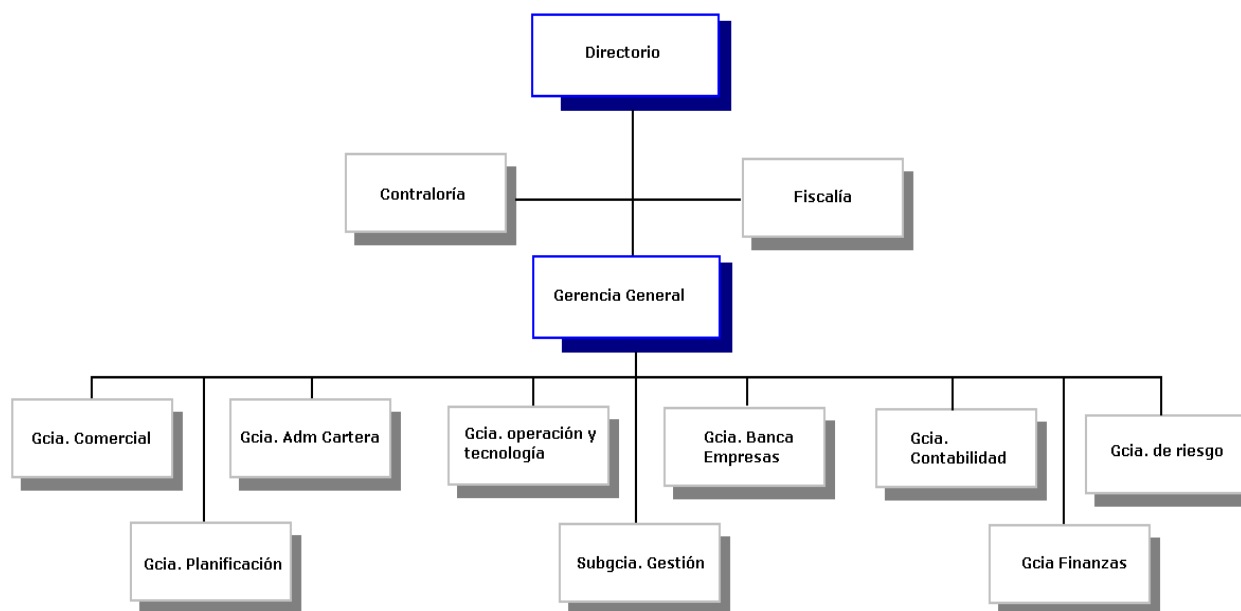 Directorio
Contraloría
Fiscalía
Gerencia General
Gcia. Comercial
Gcia. Adm Cartera
Gcia. operación y
tecnología
Gcia. Banca
Empresas
Gcia.
Contabilidad
Gcia. de riesgo
Gcia. Planificación
Subgcia. Gestión
Gcia Finanzas